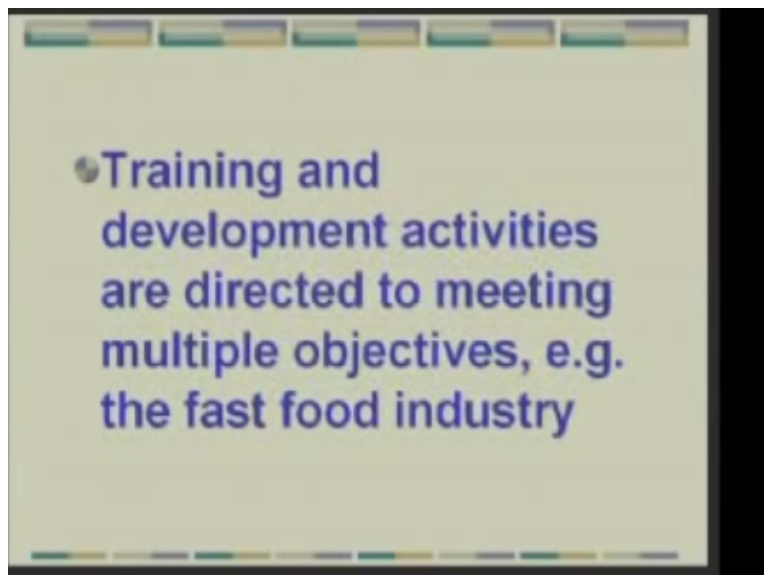 Training and
development activities
are directed to meeting
multiple objectives, e.g.
the fast food industry